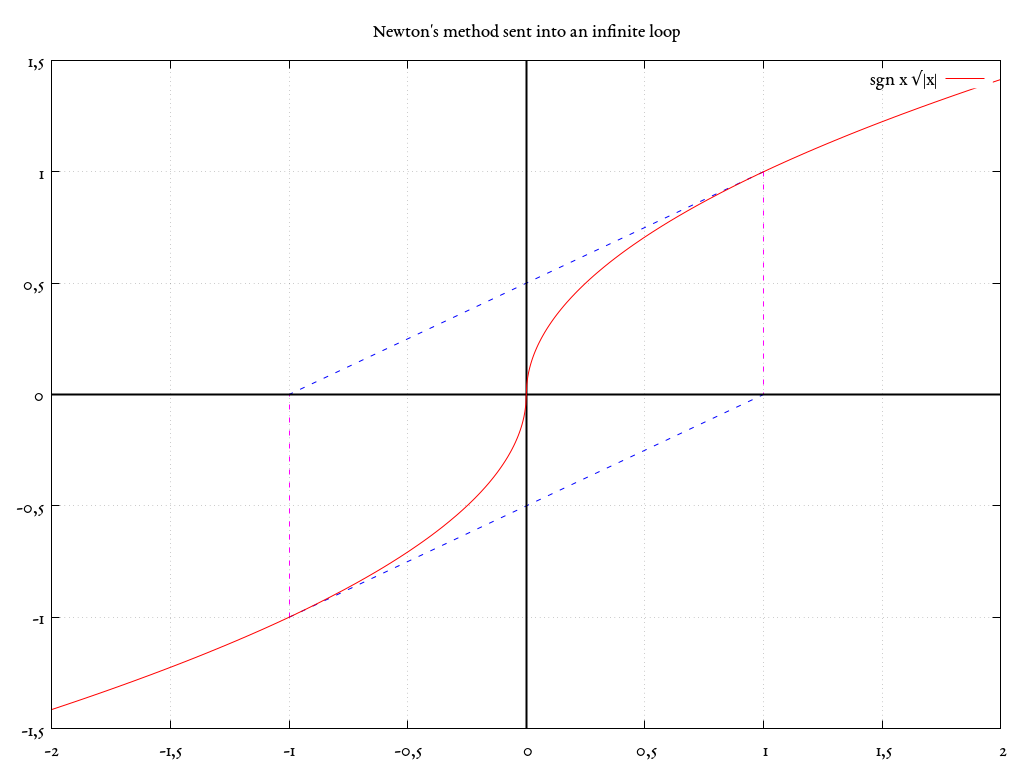 Newton's method sent into an infinite loop
1,5
sgn x √|x|
1
0,5
0
-0,5
-1
-1,5
-2 -1,5 -1 -0,5 0 0,5 1 1,5 2